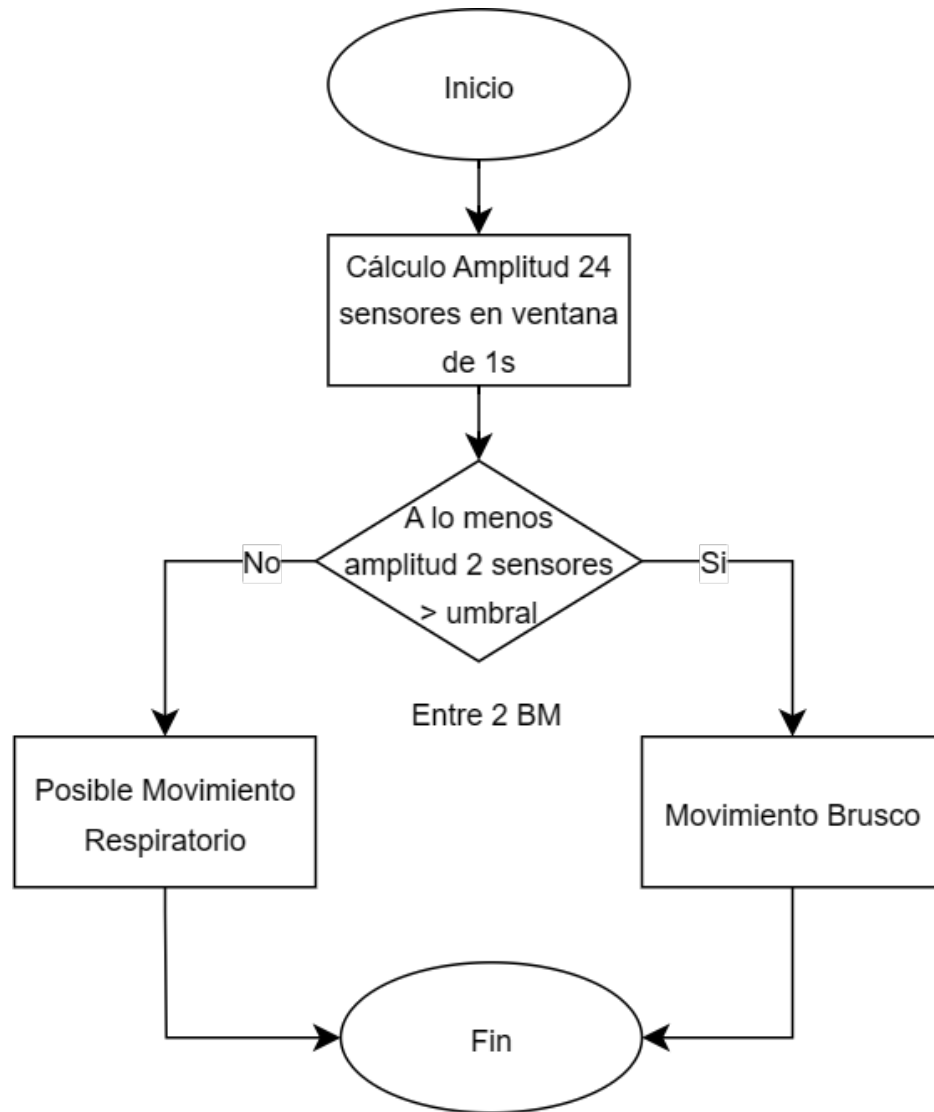 Inicio
Cálculo Amplitud 24
sensores en ventana
de 1s
A lo menos
amplitud 2 sensores
> umbral
No
Si
Entre 2 BM
Posible Movimiento
Respiratorio
Movimiento Brusco
Fin